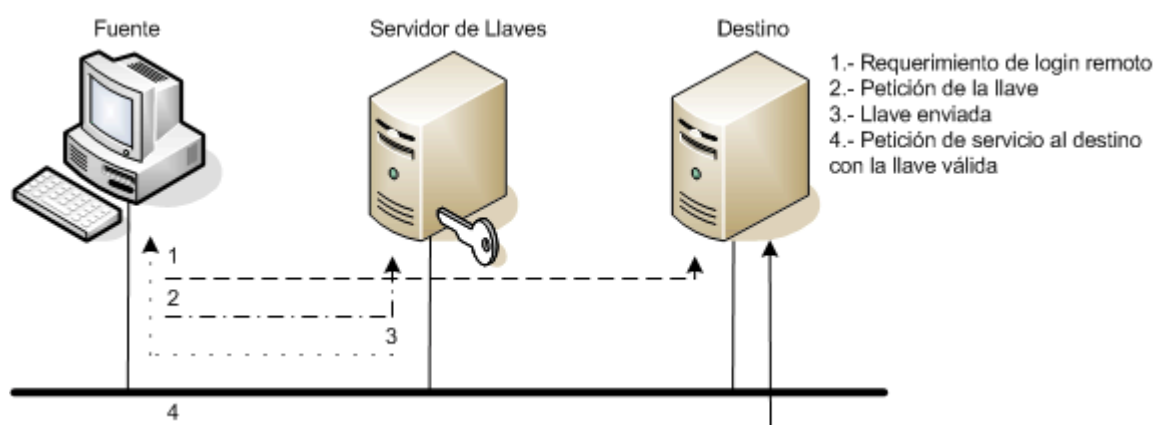 Fuente
Servidor de Llaves
Destino
1.- Requerimiento de login remoto
2.- Petición de la llave
3.- Llave enviada
4.- Petición de servicio al destino
con la llave válida
1
2
3
4